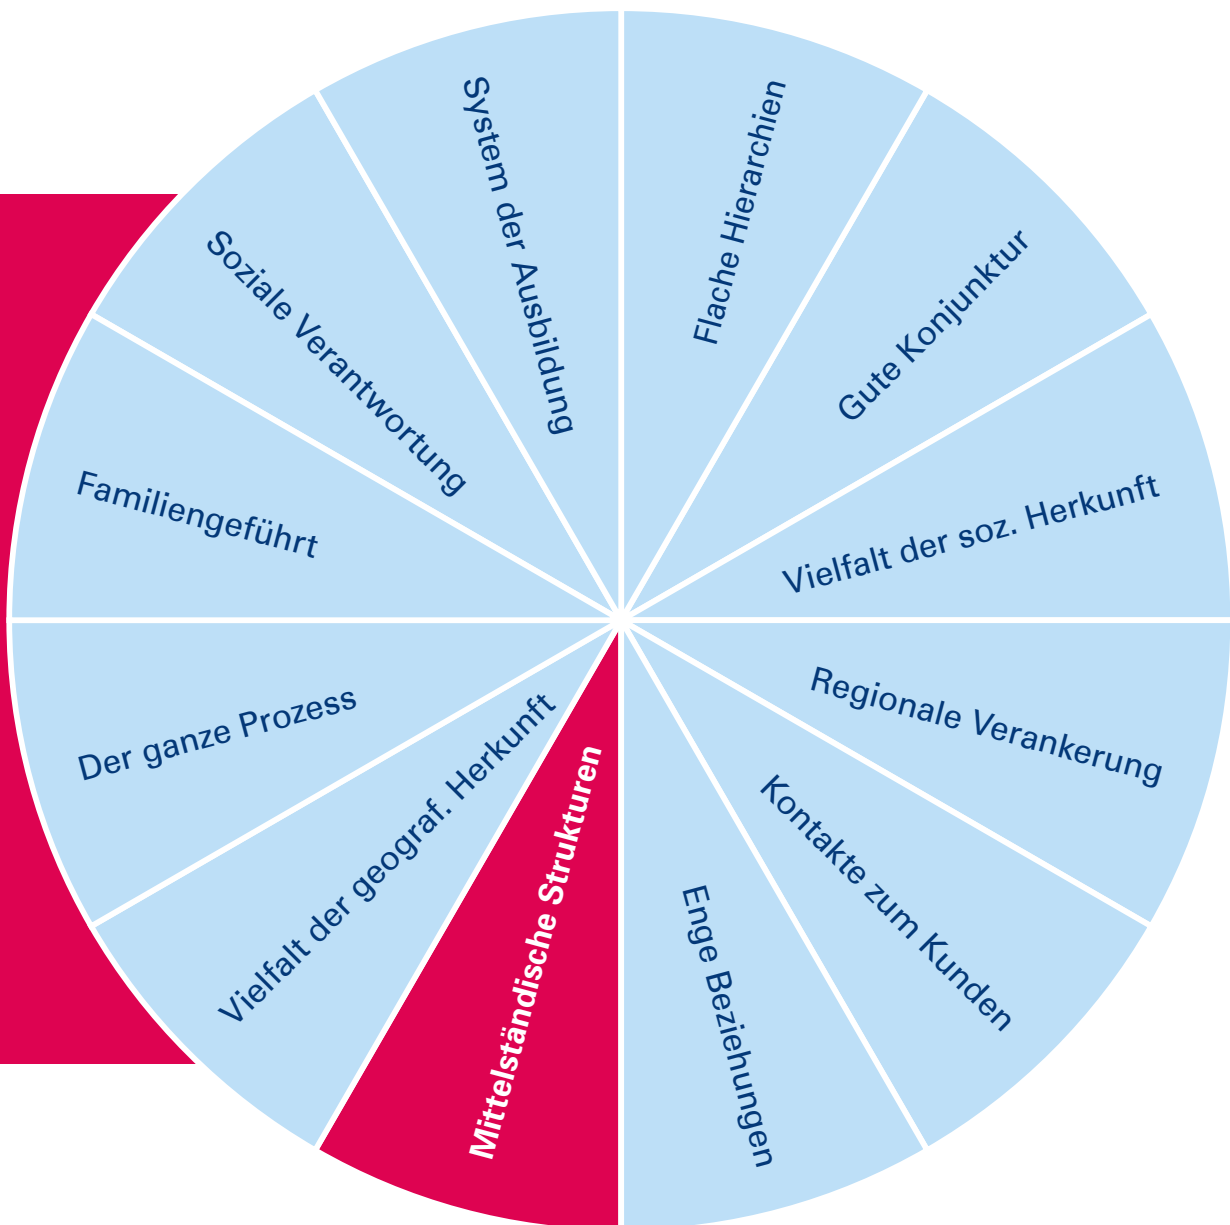 Flache Hierarchien
Gute Konjunktur
Vielfalt der soz. Herkunft
Regionale Verankerung
Kontakte zum Kunden
Enge Beziehungen
Mittelständische Strukturen
Vielfalt der geograf. Herkunft
Der ganze Prozess
Familiengeführt
Soziale Verantwortung
System der Ausbildung